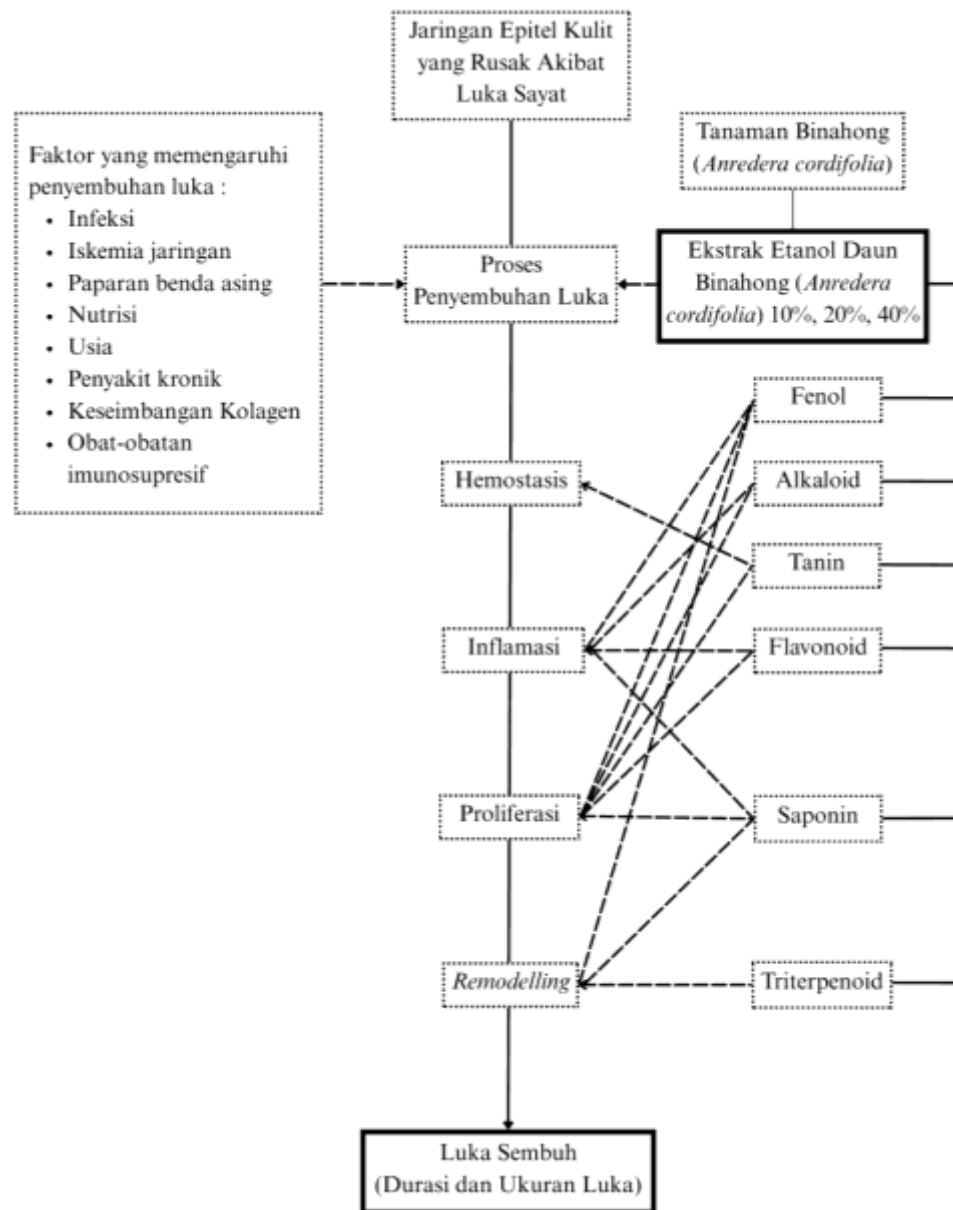 Jaringan Epitel Kulit
yang Rusak Akibat
Luka Sayat
Tanaman Binahong
(Anredera cordifolia)
Faktor yang memengaruhi
penyembuhan luka :
• Infeksi
• Iskemia jaringan
• Paparan benda asing
• Nutrisi
• Usia
• Penyakit kronik
• Keseimbangan Kolagen
• Obat-obatan
imunosupresif
Proses
Penyembuhan Luka
Ekstrak Etanol Daun
Binahong (Anredera
cordifolia) 10%, 20%, 40%
Fenol
Hemostasis
Alkaloid
Tanin
Inflamasi
Flavonoid
Proliferasi
Saponin
Remodelling
Triterpenoid
Luka Sembuh
(Durasi dan Ukuran Luka)